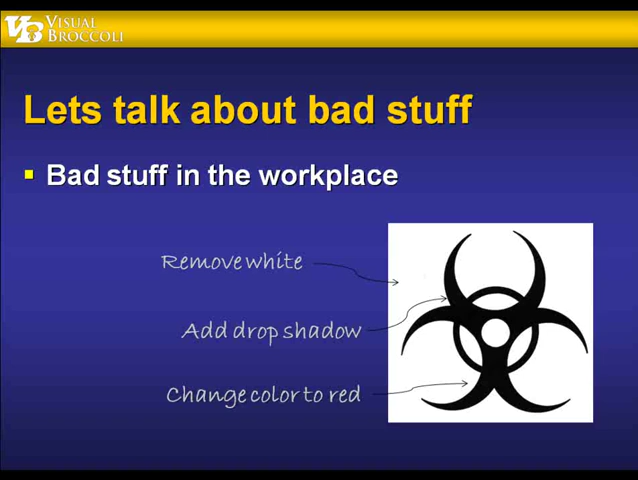 VB VISUAL
BROCCOLI
Lets talk about bad stuff
Bad stuff in the workplace
Remove white
Add drop shadow
Change color to red